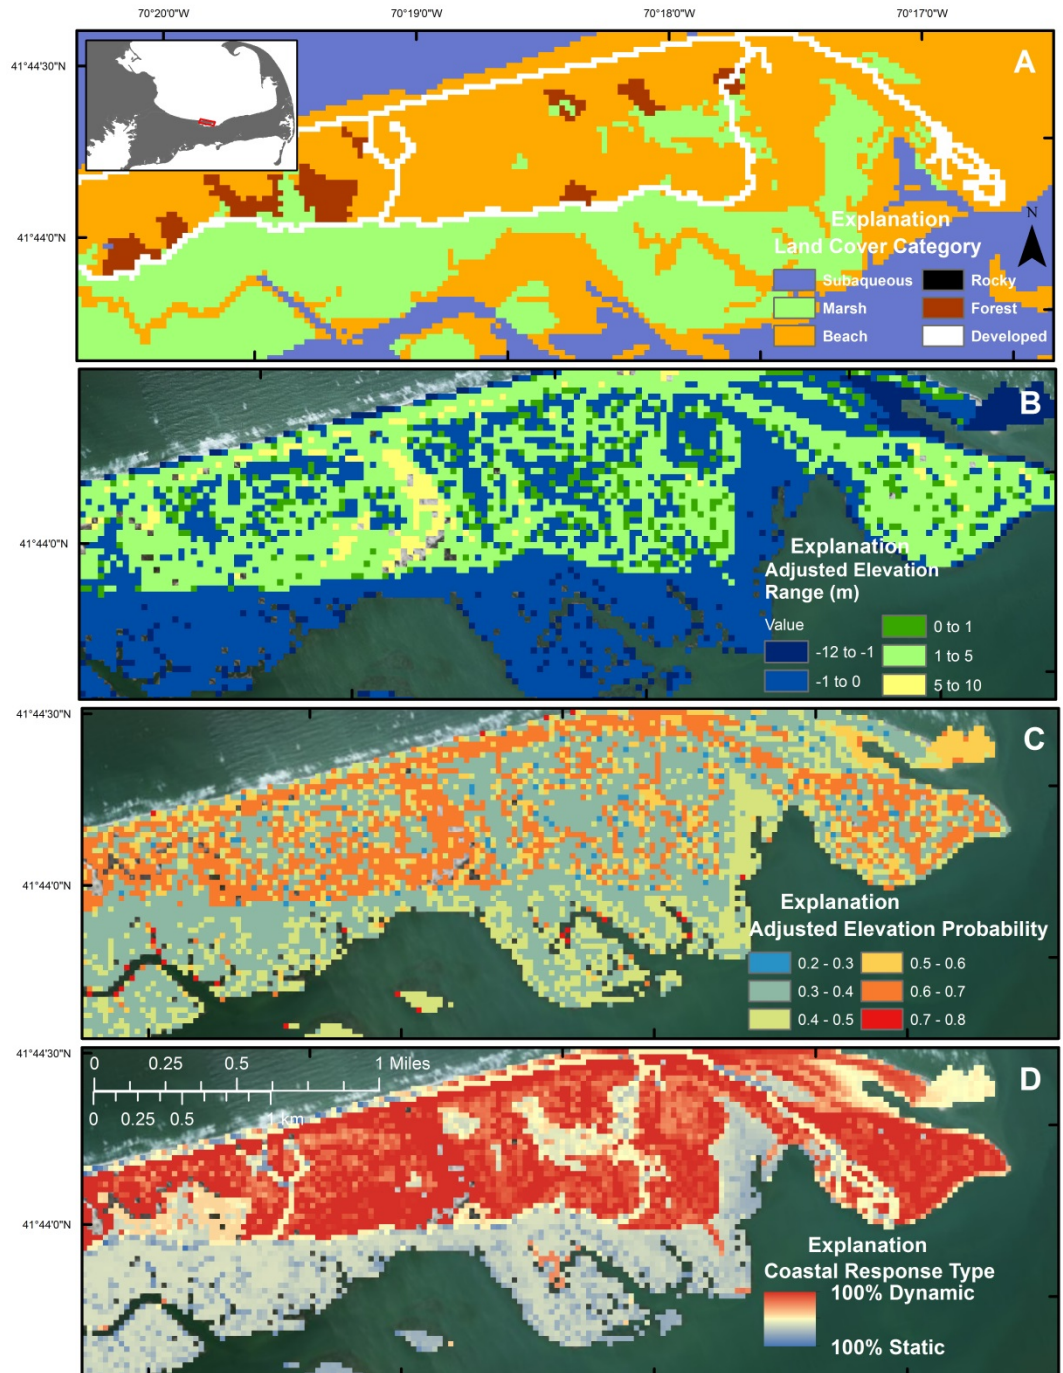 70°20'0"W 70°19'0"W 70°18'0"W 70°17'0"W
41°44'30"N
A
41°44'0"N
N
Explanation
Land Cover Category
Subaqueous Rocky
Marsh Forest
Beach Developed
B
41°44'0"N
Explanation
Adjusted Elevation
Range (m)
Value
0 to 1
-12 to -1 1 to 5
-1 to 0 5 to 10
41°44'30"N
C
41°44'0"N
Explanation
Adjusted Elevation Probability
0.2 - 0.3 0.5 - 0.6
0.3 - 0.4 0.6 - 0.7
0.4 - 0.5 0.7 - 0.8
41°44'30"N
0 0.25 0.5 1 Miles
D
0 0.25 0.5 1 km
41°44'0"N
Explanation
Coastal Response Type
100% Dynamic
100% Static